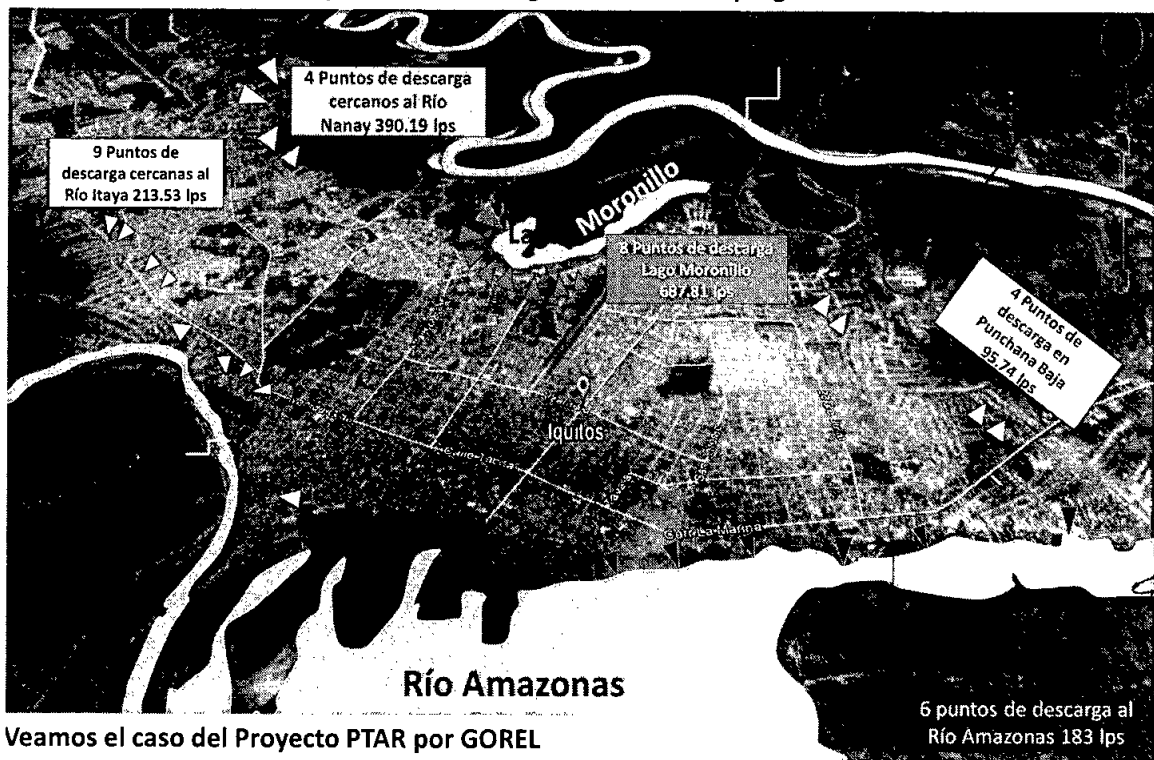 4 Puntos de descarga
cercanos al Río
Nanay 390.19 lps
9 Puntos de
descarga cercanas al
Río Itaya 213.53 lps
Moronillo
8 Puntos de descarga
Lago Moronillo
687.81 lps
4 Puntos de
descarga en
Punchana Baja
95.74 lps
Iquitos
La Marina
Río Amazonas
6 puntos de descarga al
Río Amazonas 183 lps
Veamos el caso del Proyecto PTAR por GOREL